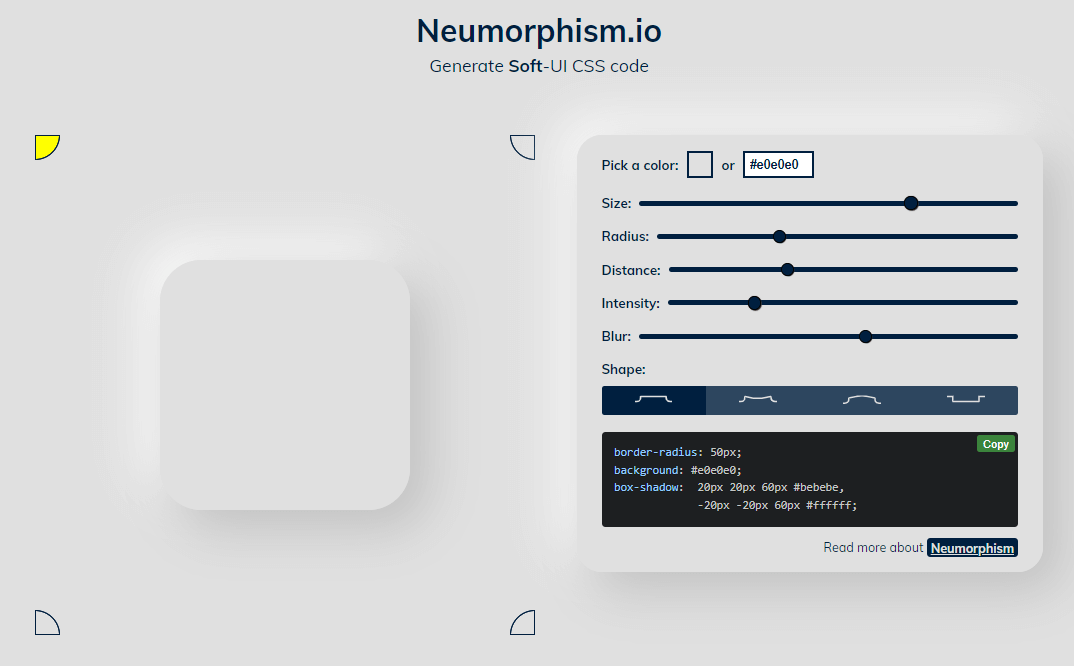 Neumorphism.io
Generate Soft-UI CSS code
Pick a color: or #e0e0e0
Size:
Radius:
Distance:
Intensity:
Blur:
Shape:
Copy
border-radius: 50px;
background: #e0e0e0;
box-shadow:  20px 20px 60px #bebebe,
             -20px -20px 60px #ffffff;
Read more about Neumorphism